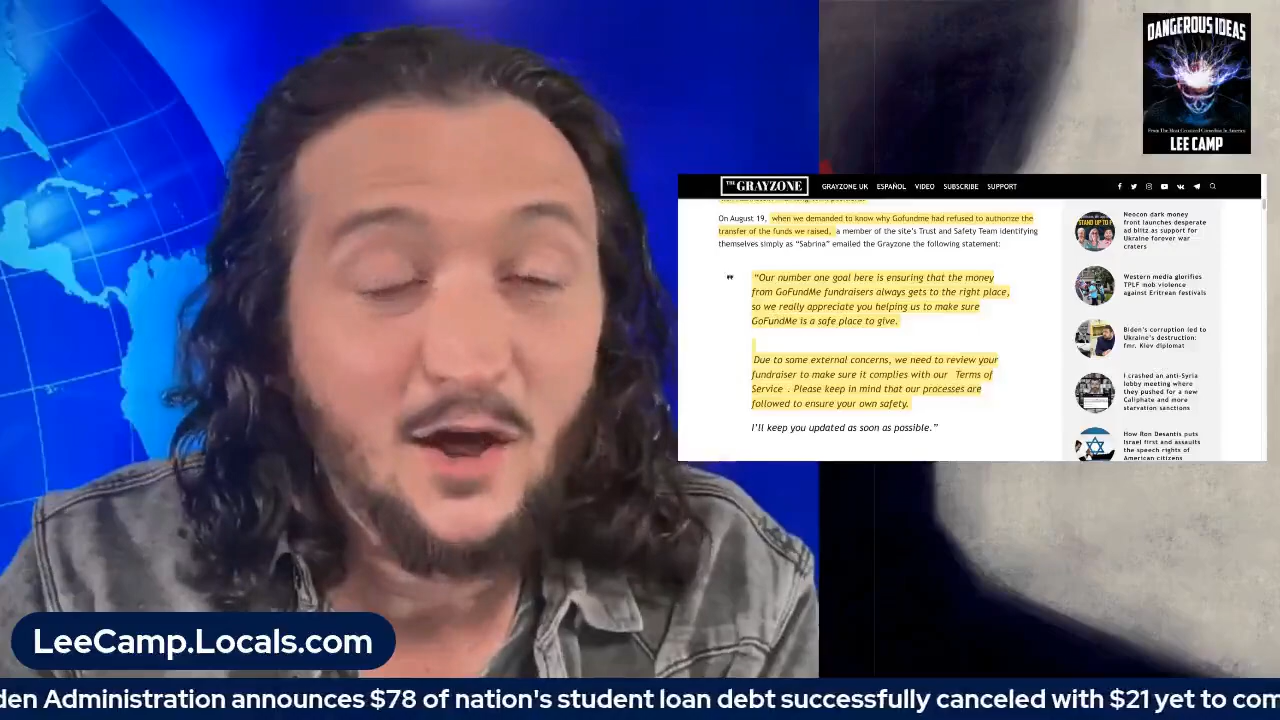 DANGEROUS IDEAS
From The Most Censored Comedian In America
LEE CAMP
THE GRAYZONE
GRAYZONE UK ESPAÑOL VIDEO SUBSCRIBE SUPPORT
On August 19, when we demanded to know why Gofundme had refused to authorize the
transfer of the funds we raised, a member of the site's Trust and Safety Team identifying
themselves simply as “Sabrina” emailed the Grayzone the following statement:
“Our number one goal here is ensuring that the money
from GoFundMe fundraisers always gets to the right place,
so we really appreciate you helping us to make sure
GoFundMe is a safe place to give.
Due to some external concerns, we need to review your
fundraiser to make sure it complies with our Terms of
Service . Please keep in mind that our processes are
followed to ensure your own safety.
I'll keep you updated as soon as possible.”
Neocon dark money
front launches desperate
ad blitz as support for
Ukraine forever war
craters
Western media glorifies
TPLF mob violence
against Eritrean festivals
Biden's corruption led to
Ukraine's destruction:
fmr. Kiev diplomat
I crashed an anti-Syria
lobby meeting where
they pushed for a new
Caliphate and more
starvation sanctions
How Ron Desantis puts
Israel first and assaults
the speech rights of
American citizens
LeeCamp.Locals.com
den Administration announces $78 of nation's student loan debt successfully canceled with $21 yet to com